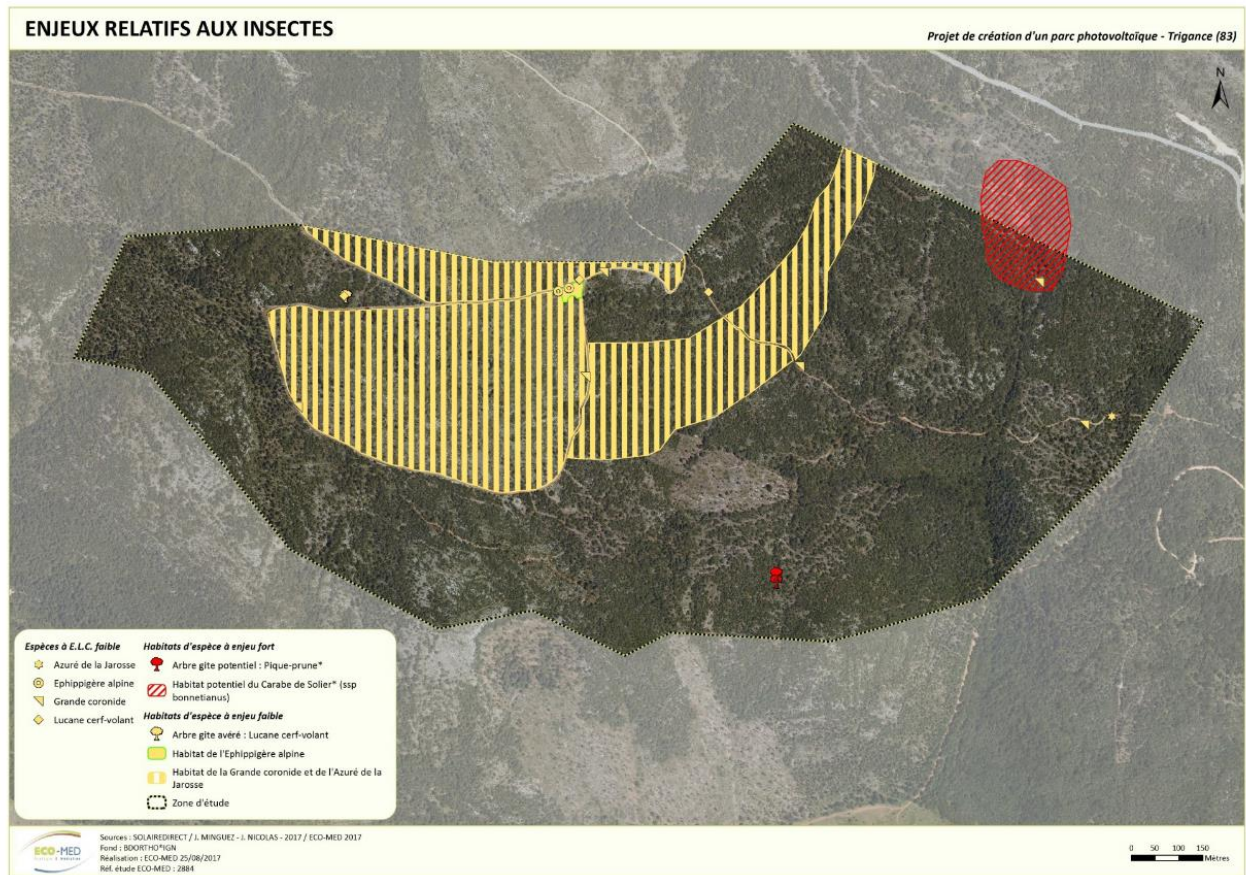 ENJEUX RELATIFS AUX INSECTES
Projet de création d'un parc photovoltaïque - Trigance (83)
N
Espèces à E.L.C. faible
Azuré de la Jarosse
Ephippigère alpine
Grande coronide
Lucane cerf-volant
Habitats d'espèce à enjeu fort
Arbre gite potentiel : Pique-prune*
Habitat potentiel du Carabe de Solier* (ssp
bonnetianus)
Habitats d'espèce à enjeu faible
Arbre gite avéré : Lucane cerf-volant
Habitat de l'Ephippigère alpine
Habitat de la Grande coronide et de l'Azuré de la
Jarosse
Zone d'étude
ECO-MED
Sources : SOLAIREDIRECT / J. MINGUEZ - J. NICOLAS - 2017 / ECO-MED 2017
Fond : BDORTHO®IGN
Réalisation : ECO-MED 25/08/2017
Réf. étude ECO-MED : 2884
0 50 100 150
Mètres